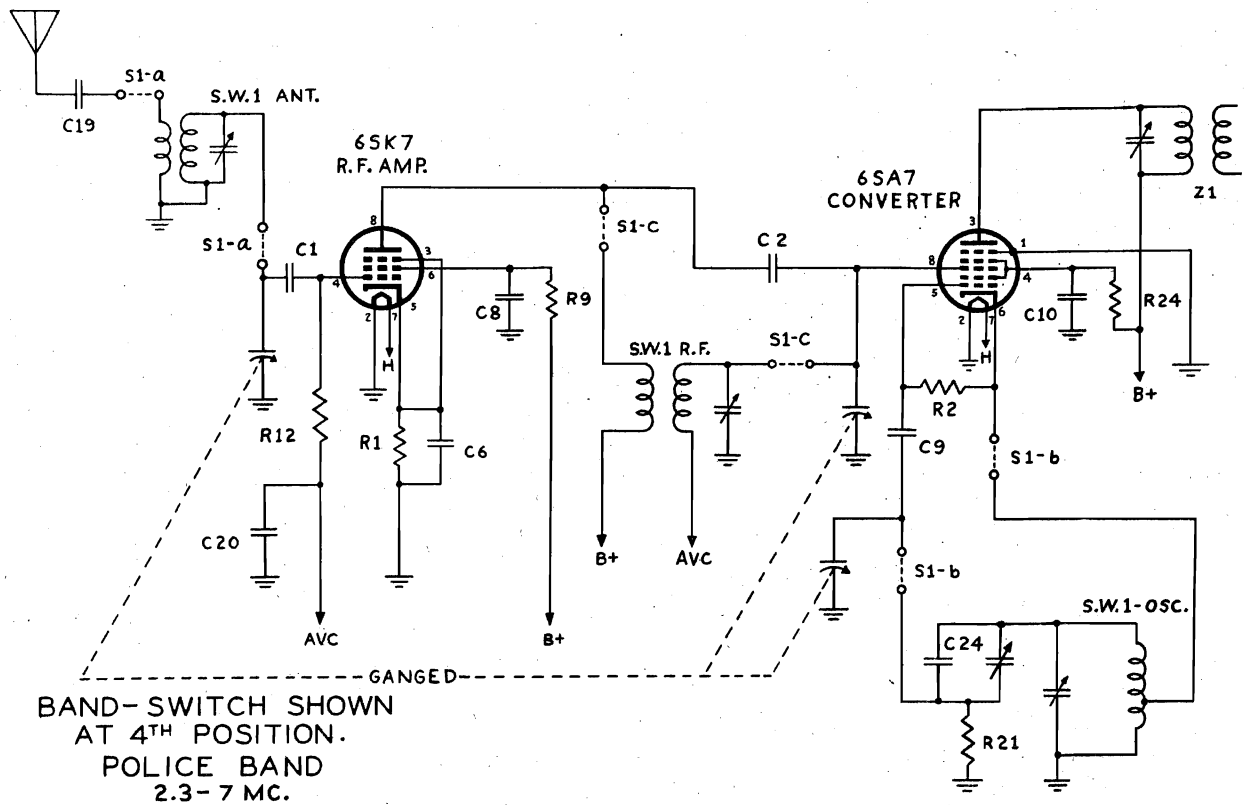 S1-a
C19
S.W.1 ANT.
S1-a
C1
6SK7
R.F. AMP.
8
3
6
4
5
2
7
H
C8
R9
R12
R1
C6
C20
AVC
B+
S1-C
C2
S.W.1 R.F.
S1-C
B+
AVC
6SA7
CONVERTER
3
1
8
4
5
6
2
7
H
C10
R24
Z1
B+
R2
C9
S1-b
S1-b
S.W.1-OSC.
C24
R21
GANGED
BAND-SWITCH SHOWN
AT 4TH POSITION.
POLICE BAND
2.3-7 MC.